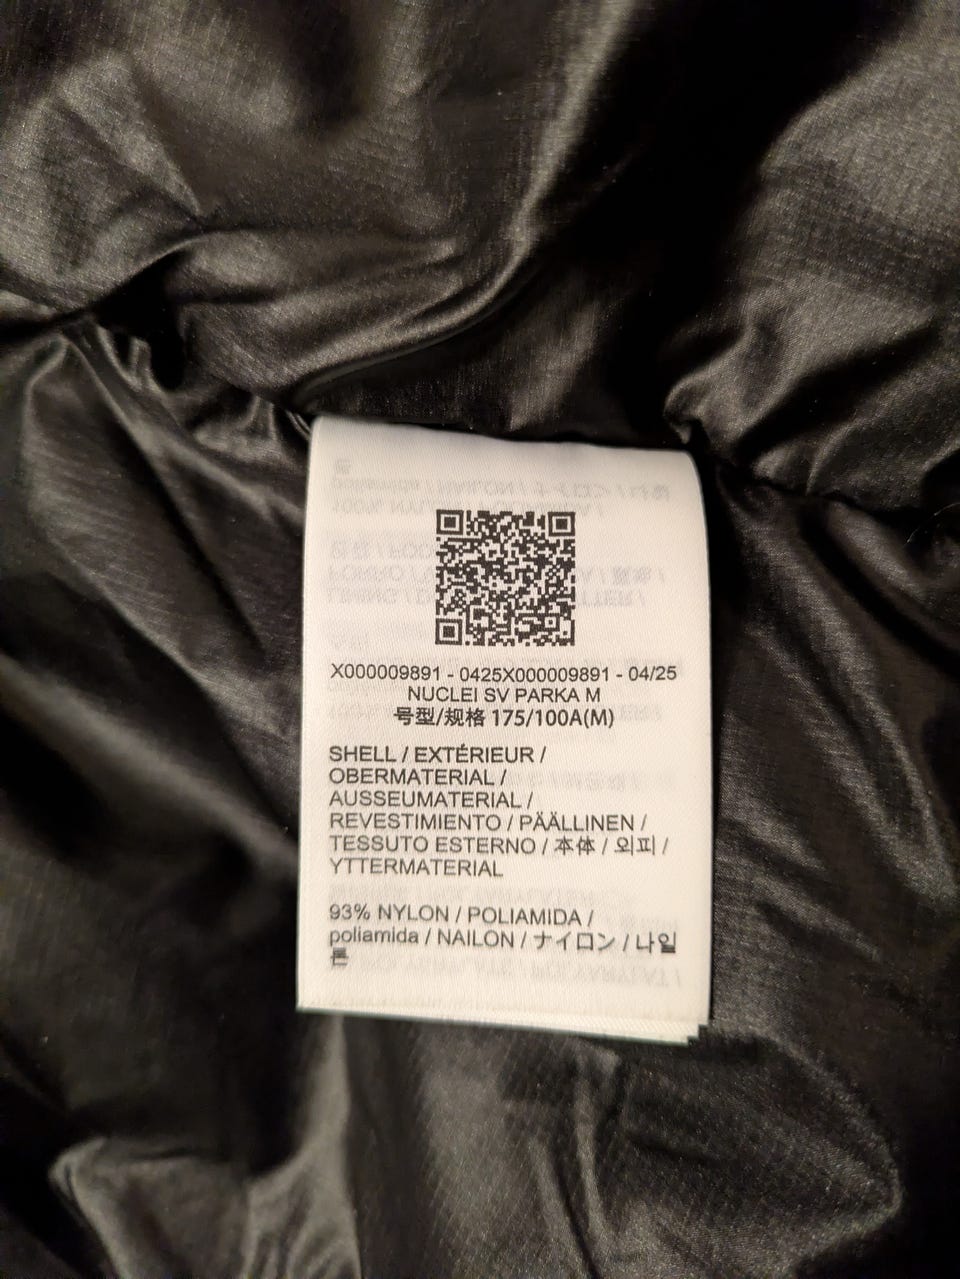 X000009891 - 0425X000009891 - 04/25
NUCLEI SV PARKA M
号型/规格 175/100A(M)
SHELL / EXTÉRIEUR /
OBERMATERIAL /
AUSSEUMATERIAL /
REVESTIMIENTO / PÄÄLLINEN /
TESSUTO ESTERNO / 本体 / 외피 /
YTTERMATERIAL
93% NYLON / POLIAMIDA /
poliamida / NAILON / ナイロン / 나일
론